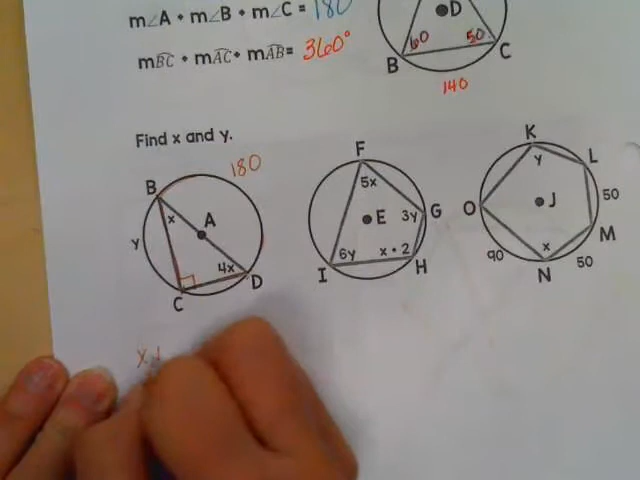 m∠A • m∠B • m∠C = 180
mBC • mAC • mAB = 360°
D
60
50
B
C
140
Find x and y.
180
B
x
A
y
4x
D
C
F
5x
E
3y
G
6y
x • 2
I
H
K
y
L
O
J
50
M
x
90
50
N
x